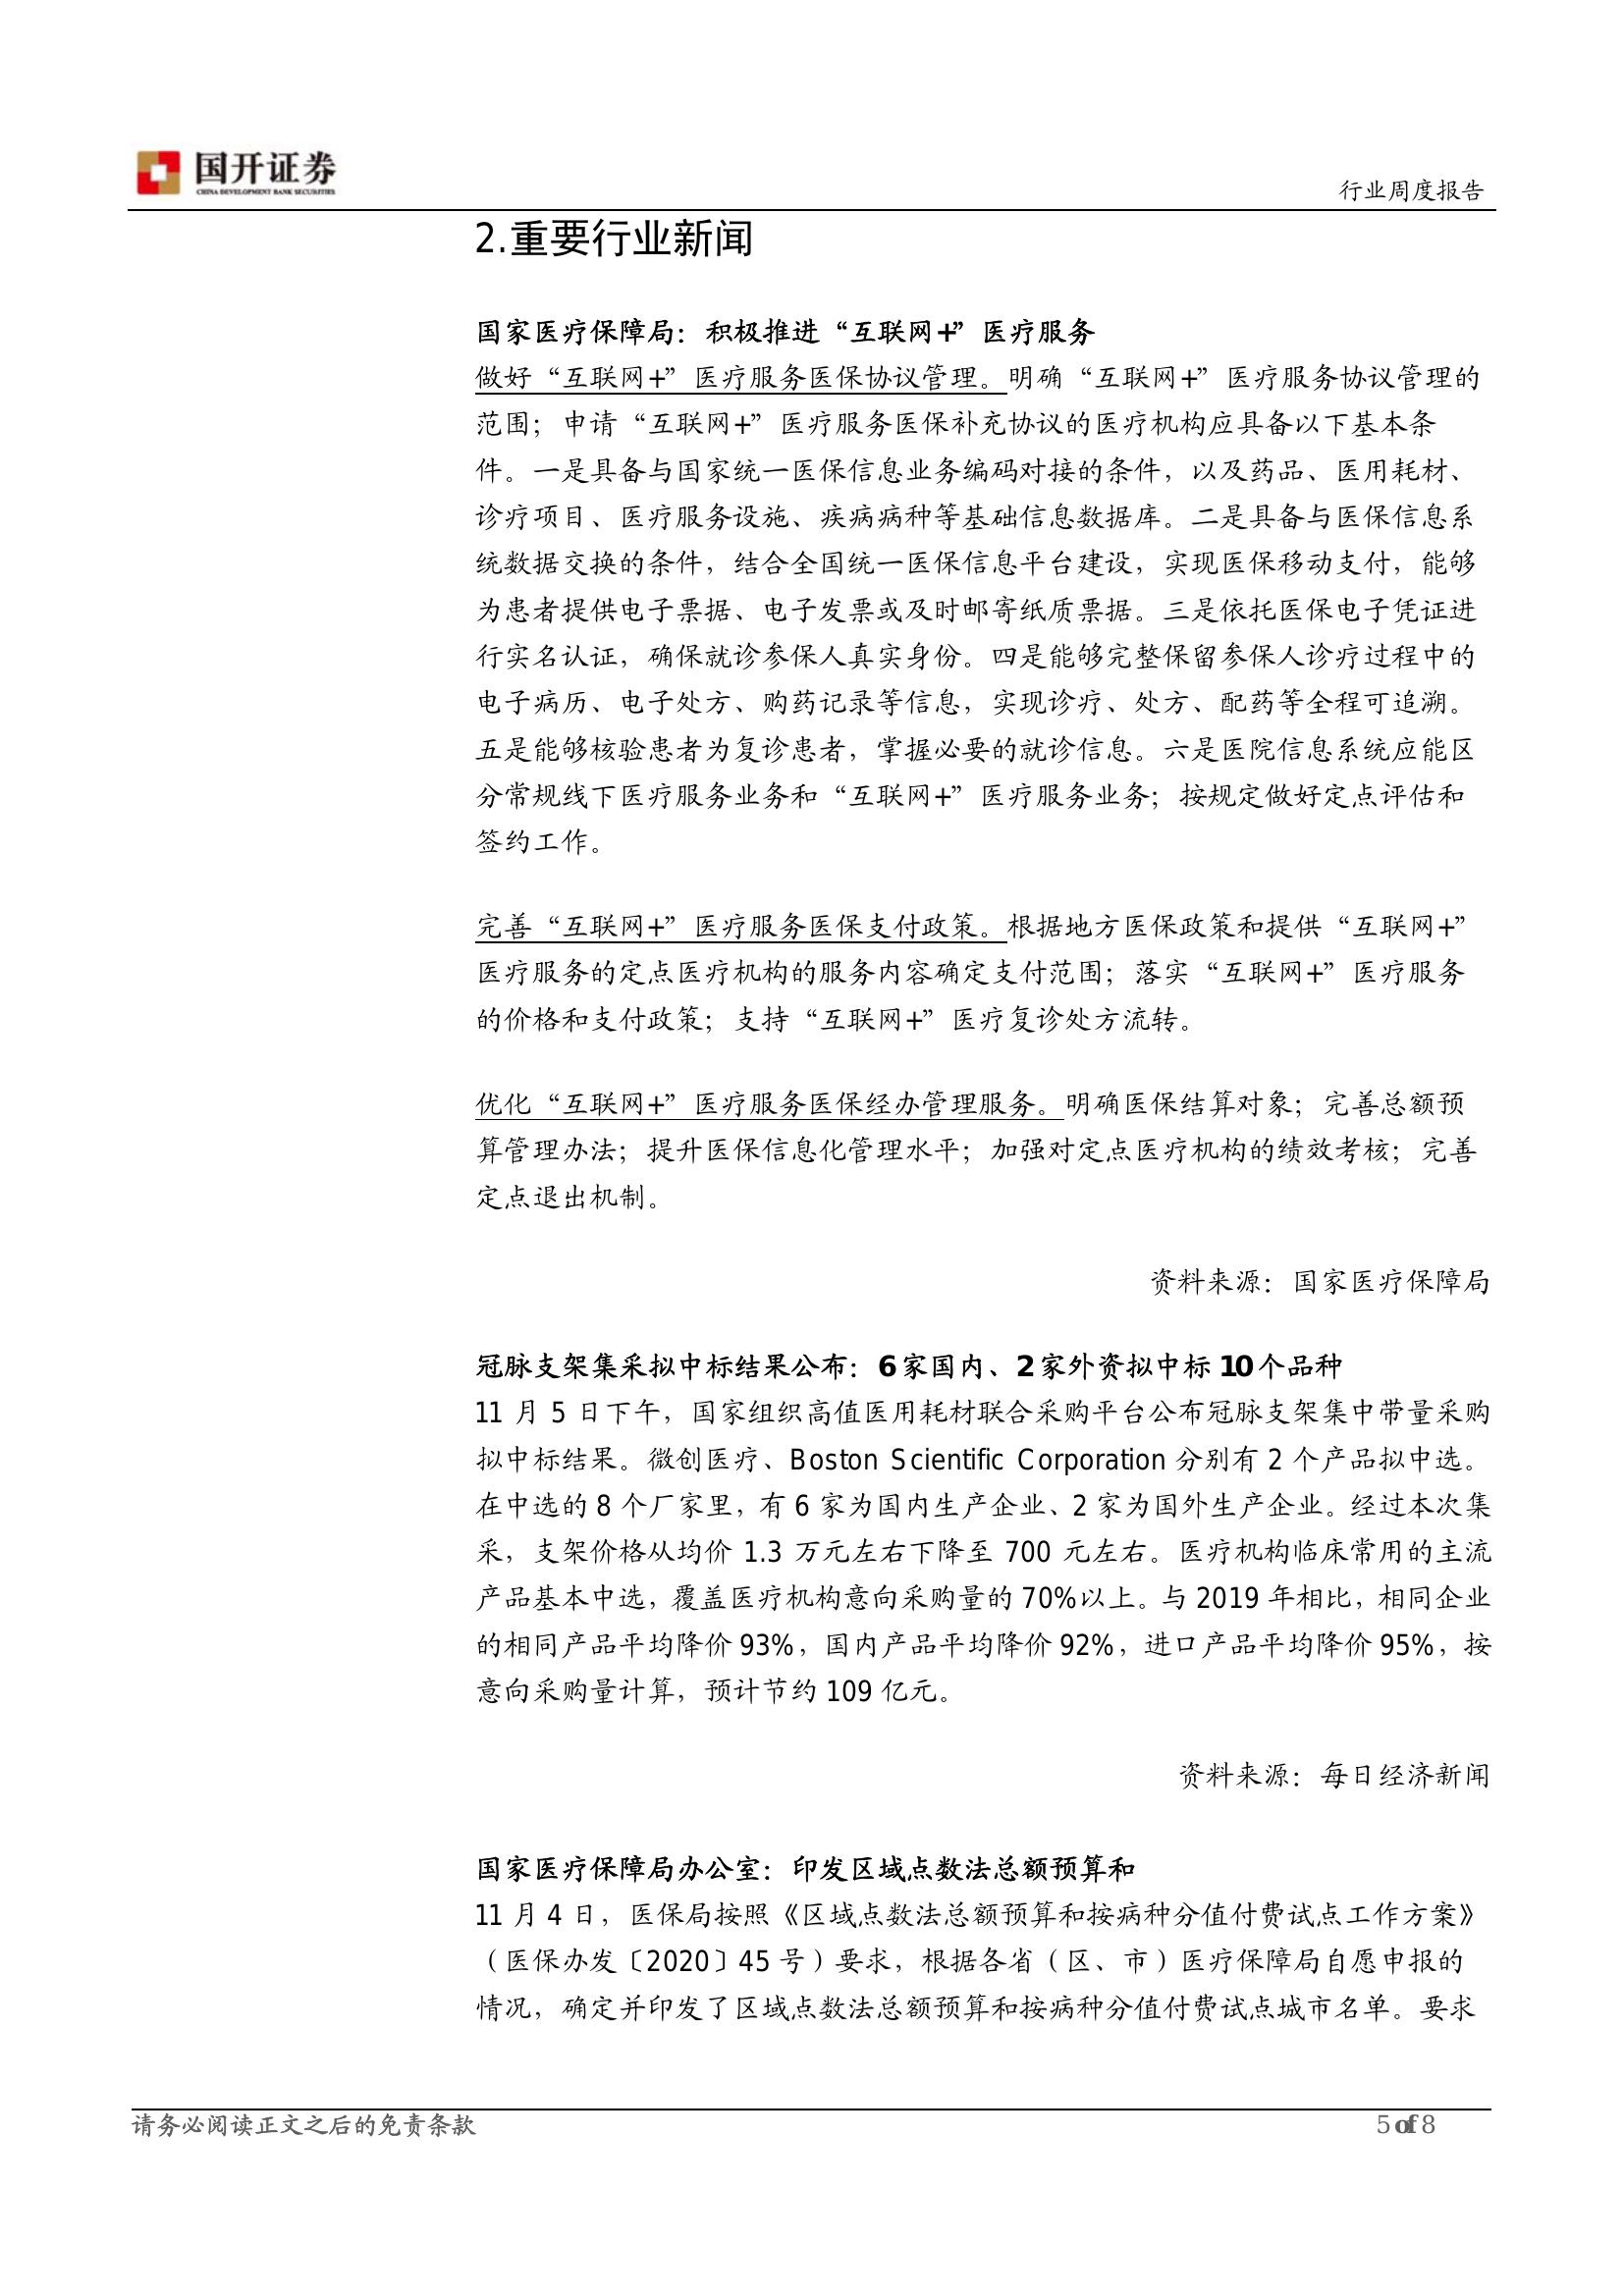 国开证券
CHINA DEVELOPMENT BANK SECURITIES
行业周度报告
2.重要行业新闻
国家医疗保障局：积极推进“互联网+”医疗服务
做好“互联网+”医疗服务医保协议管理。明确“互联网+”医疗服务协议管理的
范围；申请“互联网+”医疗服务医保补充协议的医疗机构应具备以下基本条
件。一是具备与国家统一医保信息业务编码对接的条件，以及药品、医用耗材、
诊疗项目、医疗服务设施、疾病病种等基础信息数据库。二是具备与医保信息系
统数据交换的条件，结合全国统一医保信息平台建设，实现医保移动支付，能够
为患者提供电子票据、电子发票或及时邮寄纸质票据。三是依托医保电子凭证进
行实名认证，确保就诊参保人真实身份。四是能够完整保留参保人诊疗过程中的
电子病历、电子处方、购药记录等信息，实现诊疗、处方、配药等全程可追溯。
五是能够核验患者为复诊患者，掌握必要的就诊信息。六是医院信息系统应能区
分常规线下医疗服务业务和“互联网+”医疗服务业务；按规定做好定点评估和
签约工作。
完善“互联网+”医疗服务医保支付政策。根据地方医保政策和提供“互联网+”
医疗服务的定点医疗机构的服务内容确定支付范围；落实“互联网+”医疗服务
的价格和支付政策；支持“互联网+”医疗复诊处方流转。
优化“互联网+”医疗服务医保经办管理服务。明确医保结算对象；完善总额预
算管理办法；提升医保信息化管理水平；加强对定点医疗机构的绩效考核；完善
定点退出机制。
资料来源：国家医疗保障局
冠脉支架集采拟中标结果公布：6家国内、2家外资拟中标10个品种
11 月 5 日下午，国家组织高值医用耗材联合采购平台公布冠脉支架集中带量采购
拟中标结果。微创医疗、Boston Scientific Corporation 分别有 2 个产品拟中选。
在中选的 8 个厂家里，有 6 家为国内生产企业、2 家为国外生产企业。经过本次集
采，支架价格从均价 1.3 万元左右下降至 700 元左右。医疗机构临床常用的主流
产品基本中选，覆盖医疗机构意向采购量的 70%以上。与 2019 年相比，相同企业
的相同产品平均降价 93%，国内产品平均降价 92%，进口产品平均降价 95%，按
意向采购量计算，预计节约 109 亿元。
资料来源：每日经济新闻
国家医疗保障局办公室：印发区域点数法总额预算和
11 月 4 日，医保局按照《区域点数法总额预算和按病种分值付费试点工作方案》
（医保办发〔2020〕45 号）要求，根据各省（区、市）医疗保障局自愿申报的
情况，确定并印发了区域点数法总额预算和按病种分值付费试点城市名单。要求
请务必阅读正文之后的免责条款
5 of 8